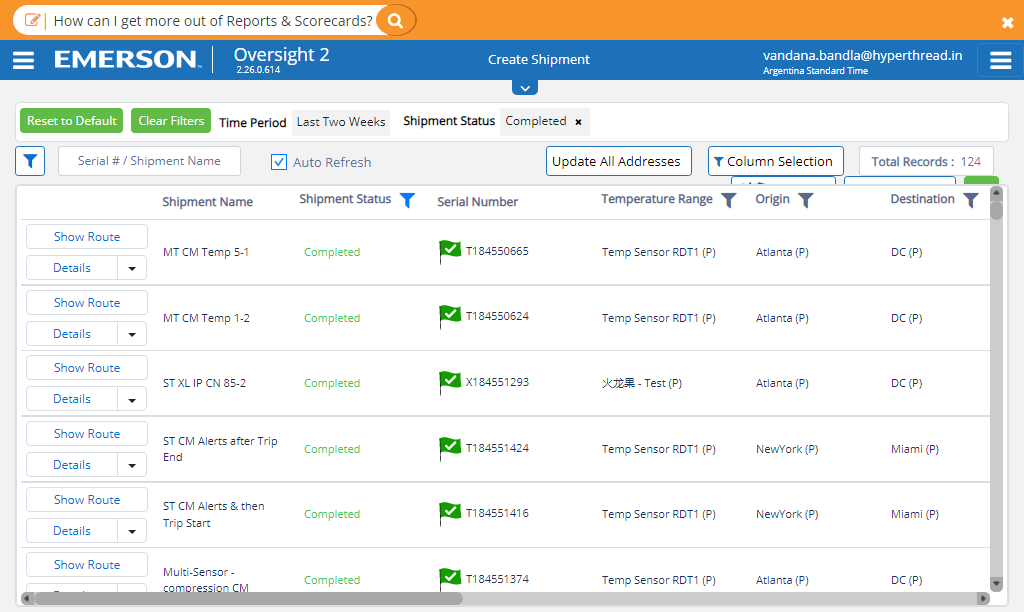 How can I get more out of Reports & Scorecards?
EMERSON
Oversight 2
2.26.0.614
Create Shipment
vandana.bandla@hyperthread.in
Argentina Standard Time
Reset to Default Clear Filters Time Period Last Two Weeks Shipment Status Completed ×
Serial # / Shipment Name Auto Refresh Update All Addresses Column Selection Total Records : 124
Shipment Name Shipment Status Serial Number Temperature Range Origin Destination
Show Route
Details
MT CM Temp 5-1 Completed T184550665 Temp Sensor RDT1 (P) Atlanta (P) DC (P)
Show Route
Details
MT CM Temp 1-2 Completed T184550624 Temp Sensor RDT1 (P) Atlanta (P) DC (P)
Show Route
Details
ST XL IP CN 85-2 Completed X184551293 火龙果 - Test (P) Atlanta (P) DC (P)
Show Route
Details
ST CM Alerts after Trip
End
Completed T184551424 Temp Sensor RDT1 (P) NewYork (P) Miami (P)
Show Route
Details
ST CM Alerts & then
Trip Start
Completed T184551416 Temp Sensor RDT1 (P) NewYork (P) Miami (P)
Show Route
Multi-Sensor -
compression CM
Completed T184551374 Temp Sensor RDT1 (P) Atlanta (P) DC (P)